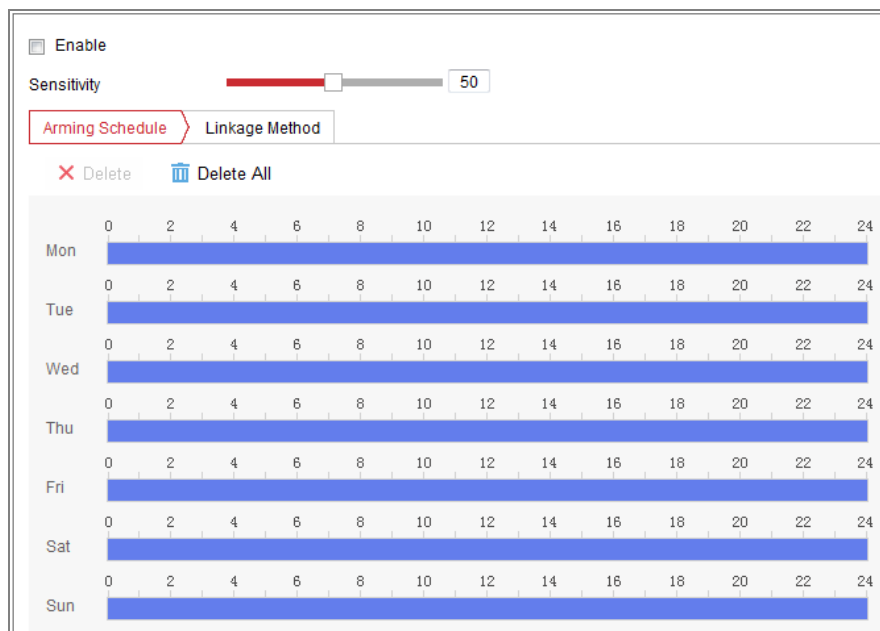 Enable
Sensitivity 50
Arming Schedule Linkage Method
Delete Delete All
0 2 4 6 8 10 12 14 16 18 20 22 24
Mon
0 2 4 6 8 10 12 14 16 18 20 22 24
Tue
0 2 4 6 8 10 12 14 16 18 20 22 24
Wed
0 2 4 6 8 10 12 14 16 18 20 22 24
Thu
0 2 4 6 8 10 12 14 16 18 20 22 24
Fri
0 2 4 6 8 10 12 14 16 18 20 22 24
Sat
0 2 4 6 8 10 12 14 16 18 20 22 24
Sun